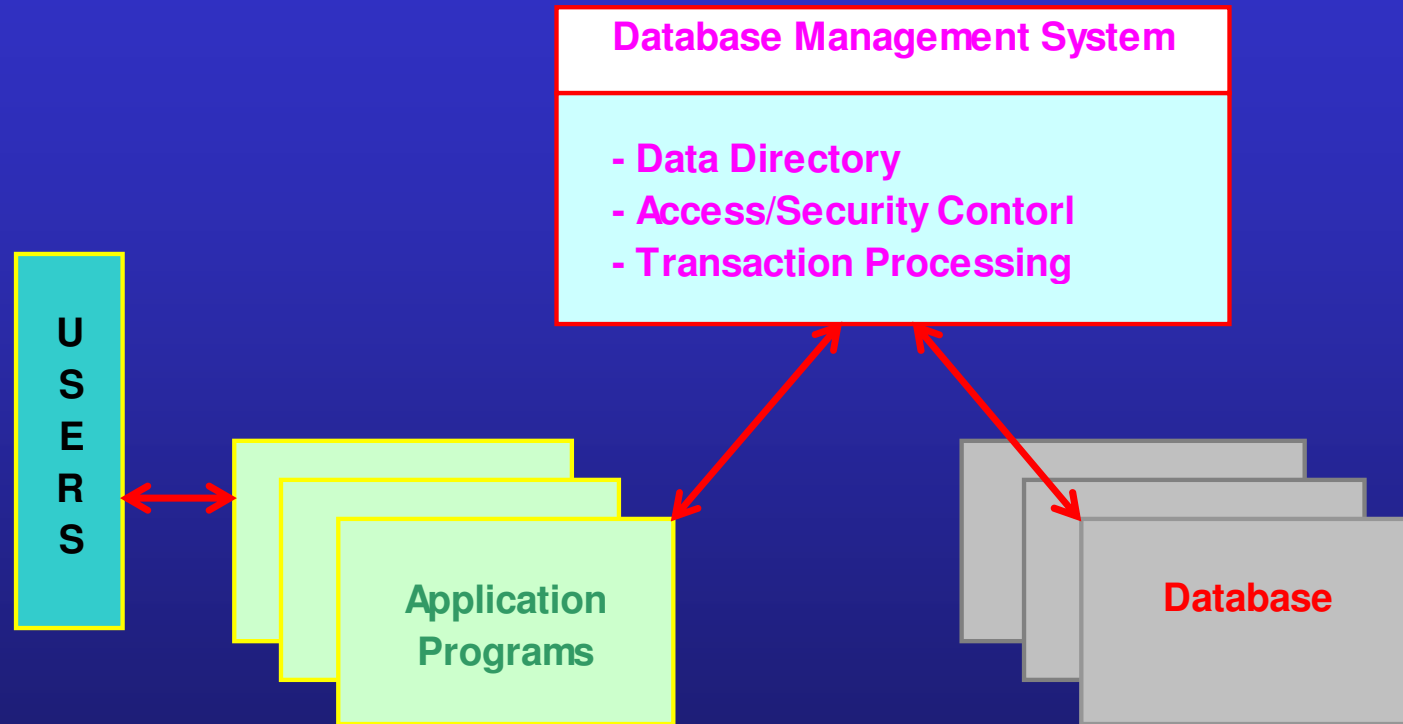 Database Management System
- Data Directory
- Access/Security Contorl
- Transaction Processing
U
S
E
R
S
Application
Programs
Database